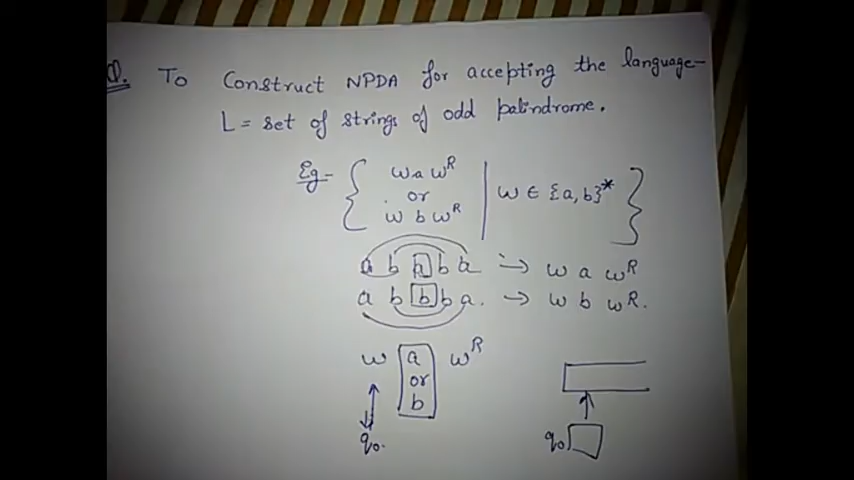 Q. To Construct NPDA for accepting the language-
L = set of strings of odd palindrome.
Eg- { w a w^R
or
w b w^R | w ∈ {a, b}* }
a b a b a → w a w^R
a b b b a. → w b w^R.
w a w^R
or
b
q0.
q0